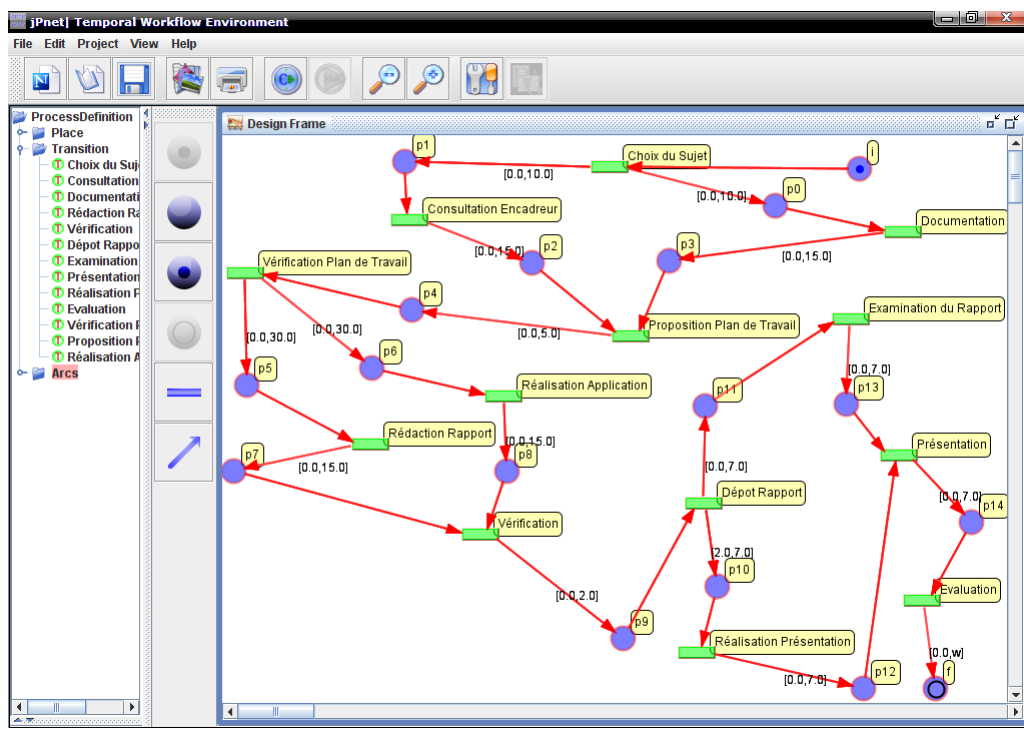 jPnet| Temporal Workflow Environment
File Edit Project View Help
ProcessDefinition
Place
Transition
Choix du Suj
Consultation
Documentati
Rédaction Ra
Vérification
Dépot Rappo
Examination
Présentation
Réalisation P
Evaluation
Vérification P
Proposition P
Réalisation A
Arcs
Design Frame
p1
Choix du Sujet
i
[0.0,10.0]
[0.0,10.0]
p0
Consultation Encadreur
Documentation
[0.0,15.0]
p2
p3
[0.0,15.0]
Vérification Plan de Travail
p4
Examination du Rapport
[0.0,30.0]
[0.0,30.0]
[0.0,5.0]
Proposition Plan de Travail
p6
p5
Réalisation Application
p11
[0.0,7.0]
p13
Rédaction Rapport
[0.0,15.0]
p7
[0.0,15.0]
p8
Présentation
[0.0,7.0]
Dépot Rapport
[0.0,7.0]
p14
Vérification
[2.0,7.0]
p10
[0.0,2.0]
Evaluation
p9
Réalisation Présentation
[0.0,w]
[0.0,7.0]
p12
f